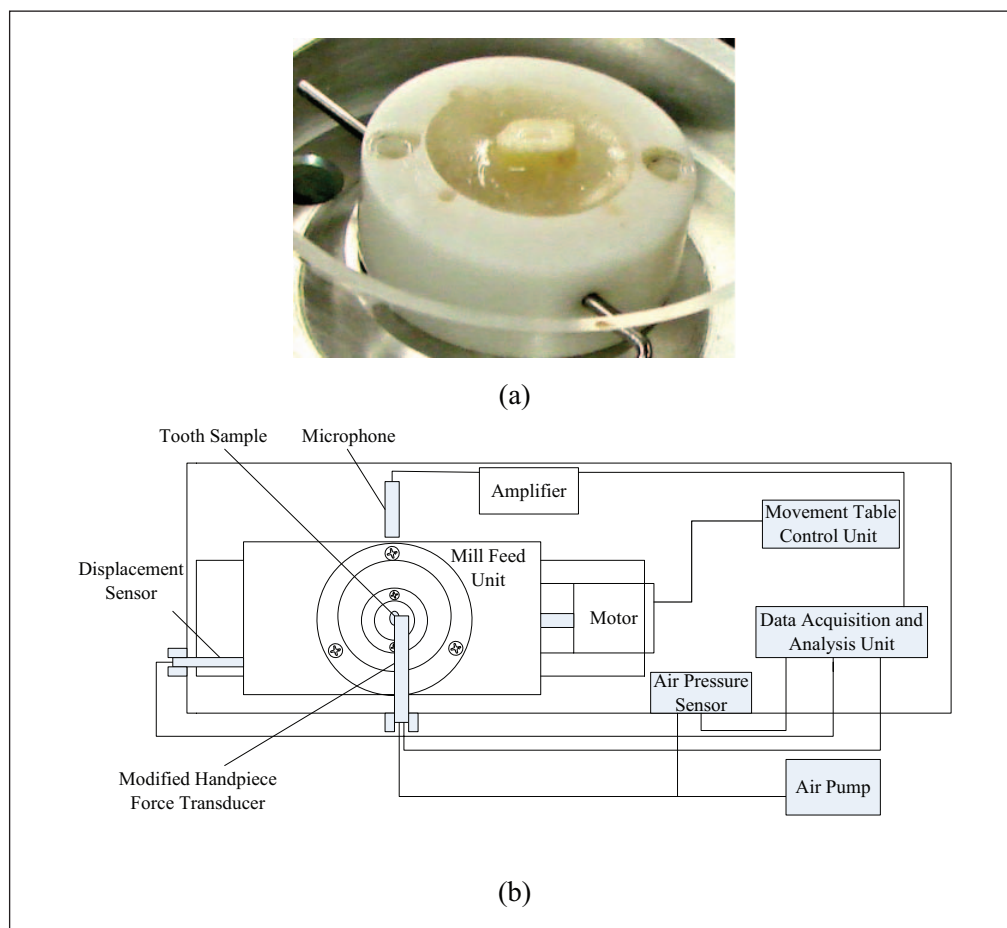 (a)
Tooth Sample
Microphone
Amplifier
Movement Table
Control Unit
Mill Feed
Unit
Displacement
Sensor
Motor
Data Acquisition and
Analysis Unit
Air Pressure
Sensor
Modified Handpiece
Force Transducer
Air Pump
(b)